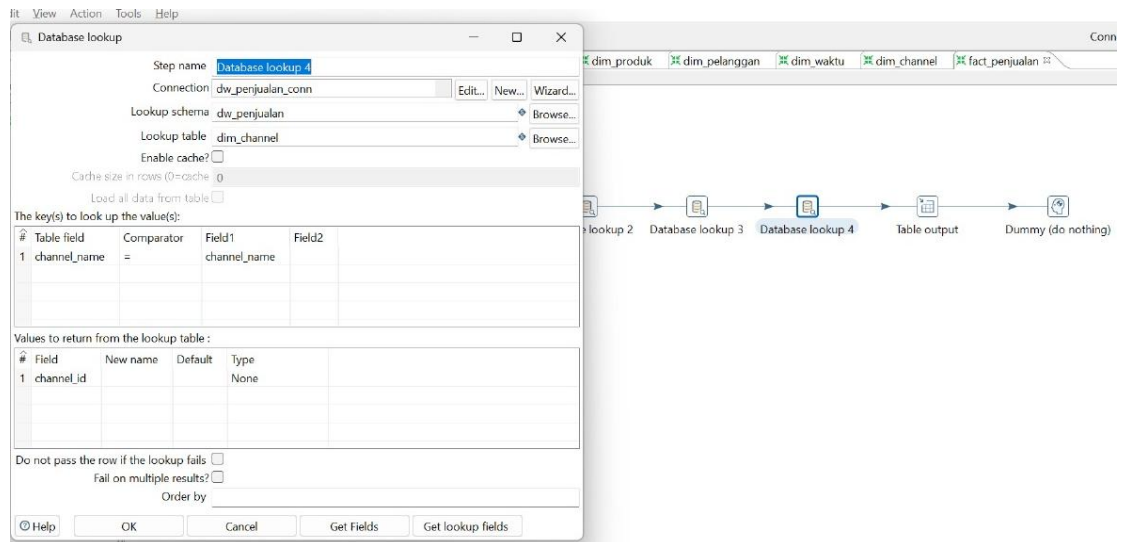 View Action Tools Help
Database lookup
Conn
dim_produk dim_pelanggan dim_waktu dim_channel fact_penjualan
Step name Database lookup 4
Connection dw_penjualan_conn Edit... New... Wizard...
Lookup schema dw_penjualan Browse...
Lookup table dim_channel Browse...
Enable cache?
Cache size in rows (0=cache 0
Load all data from table
The key(s) to look up the value(s):
# Table field Comparator Field1 Field2
1 channel_name = channel_name
lookup 2 Database lookup 3 Database lookup 4 Table output Dummy (do nothing)
Values to return from the lookup table :
# Field New name Default Type
1 channel_id None
Do not pass the row if the lookup fails
Fail on multiple results?
Order by
Help OK Cancel Get Fields Get lookup fields